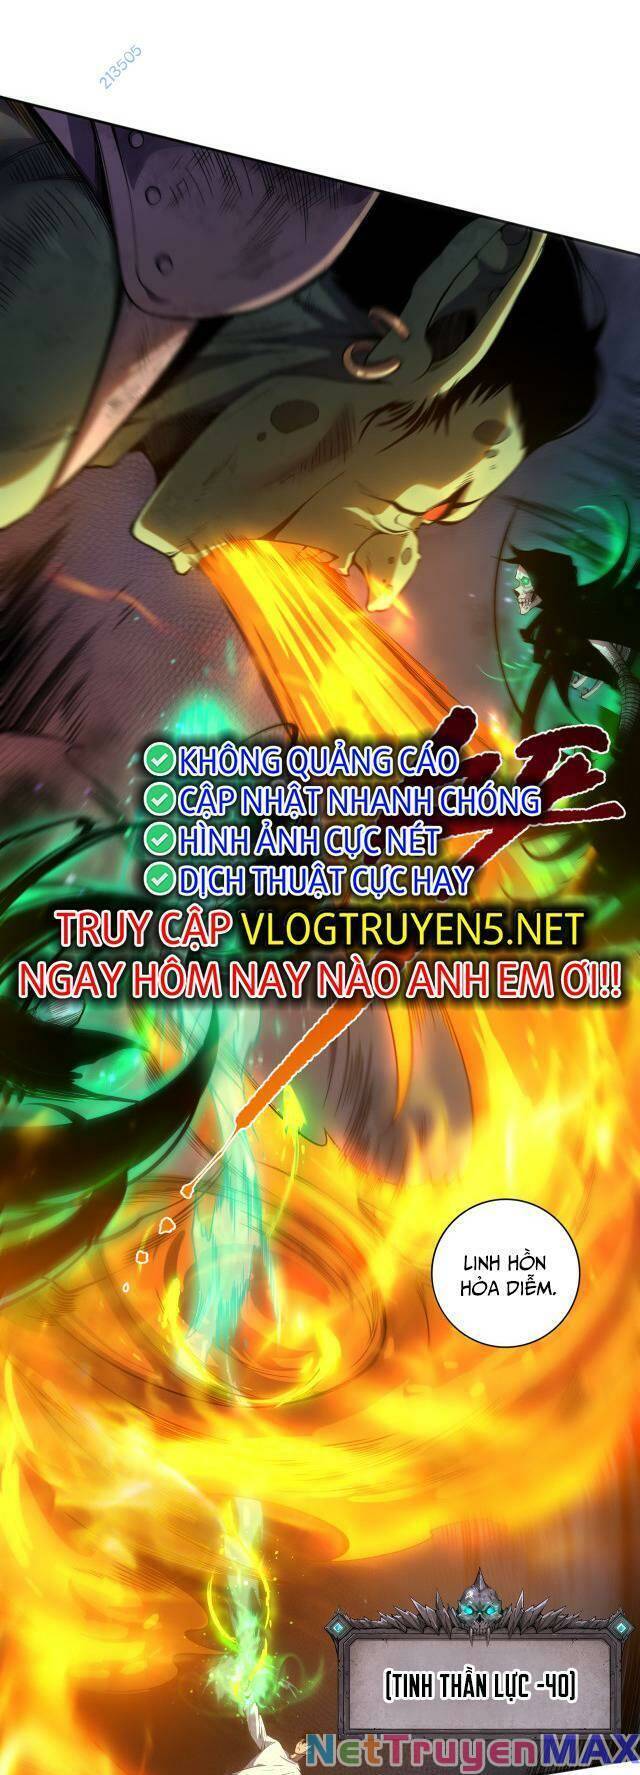 213505
KHÔNG QUẢNG CÁO
CẬP NHẬT NHANH CHÓNG
HÌNH ẢNH CỰC NÉT
DỊCH THUẬT CỰC HAY
TRUY CẬP VLOGTRUYEN5.NET
NGAY HÔM NAY NÀO ANH EM ƠI!!
LINH HỒN
HỎA DIỄM.
[TINH THẦN LỰC -40]
NETTRUYENMAX